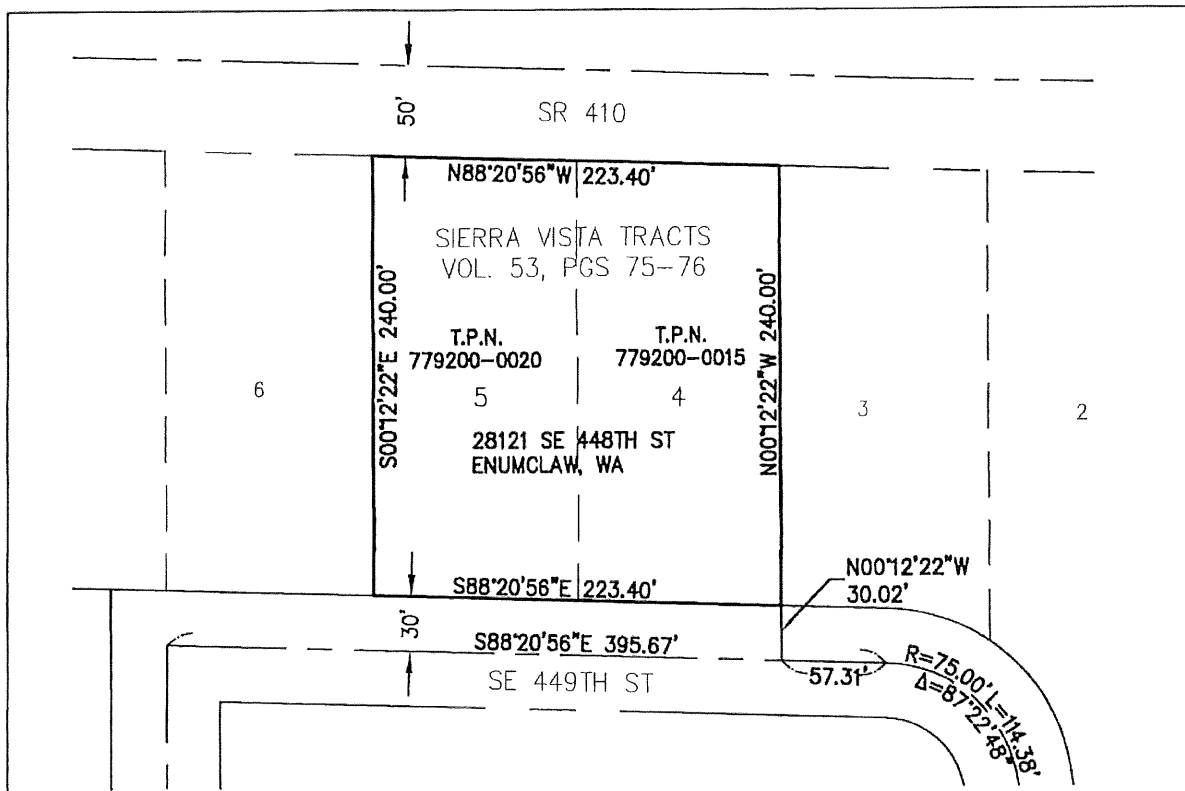 50'
SR 410
N88°20'56"W 223.40'
SIERRA VISTA TRACTS
VOL. 53, PGS 75-76
S00°12'22"E 240.00'
T.P.N.
779200-0020
T.P.N.
779200-0015
N00°12'22"W 240.00'
6
5
4
3
2
28121 SE 448TH ST
ENUMCLAW, WA
N00°12'22"W
30.02'
S88°20'56"E 223.40'
30'
S88°20'56"E 395.67'
57.31'
SE 449TH ST
R=75.00' L=114.38'
Δ=87°22'48"